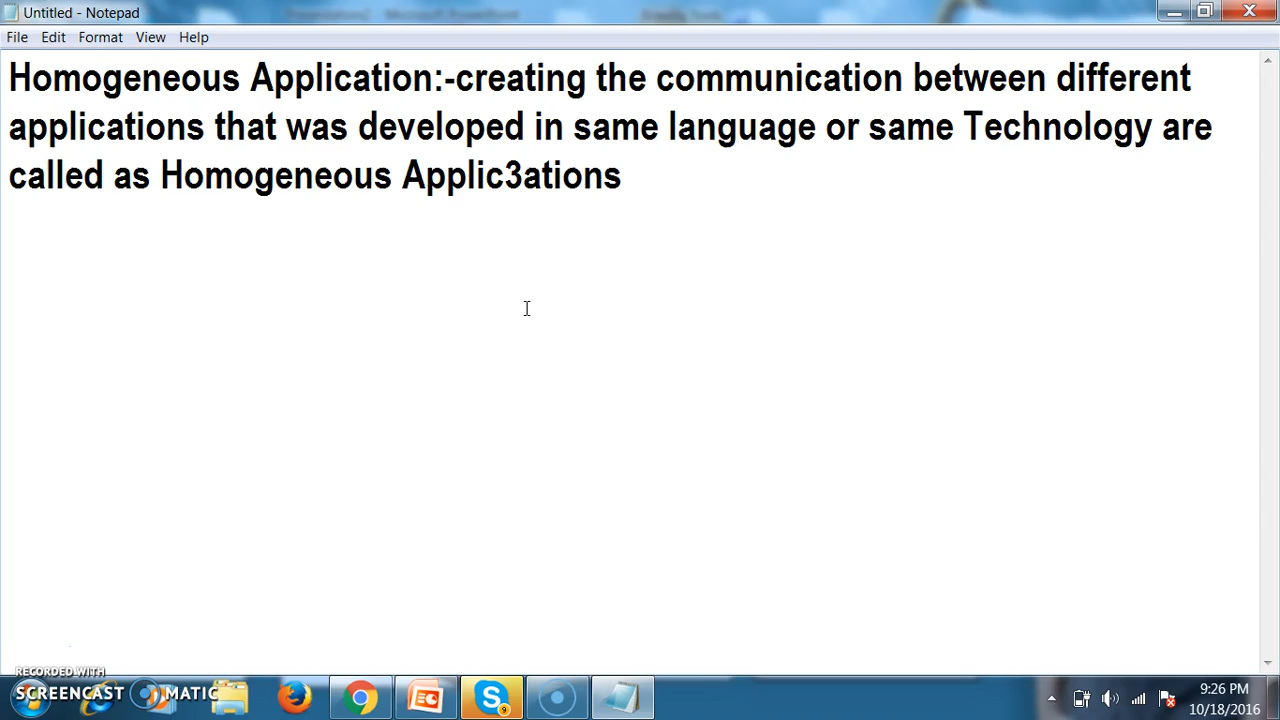 Untitled - Notepad
File Edit Format View Help
Homogeneous Application:-creating the communication between different
applications that was developed in same language or same Technology are
called as Homogeneous Applic3ations
RECORDED WITH
SCREENCAST MATIC
9
9:26 PM
10/18/2016